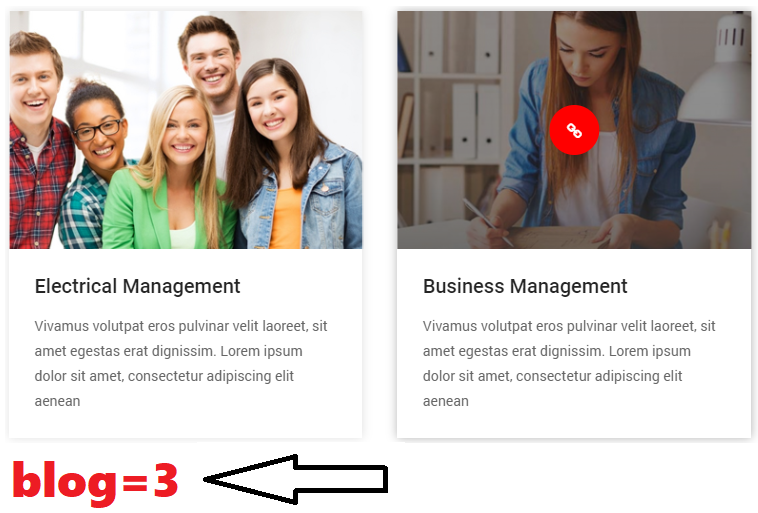 Electrical Management
Vivamus volutpat eros pulvinar velit laoreet, sit
amet egestas erat dignissim. Lorem ipsum
dolor sit amet, consectetur adipiscing elit
aenean
Business Management
Vivamus volutpat eros pulvinar velit laoreet, sit
amet egestas erat dignissim. Lorem ipsum
dolor sit amet, consectetur adipiscing elit
aenean
blog=3